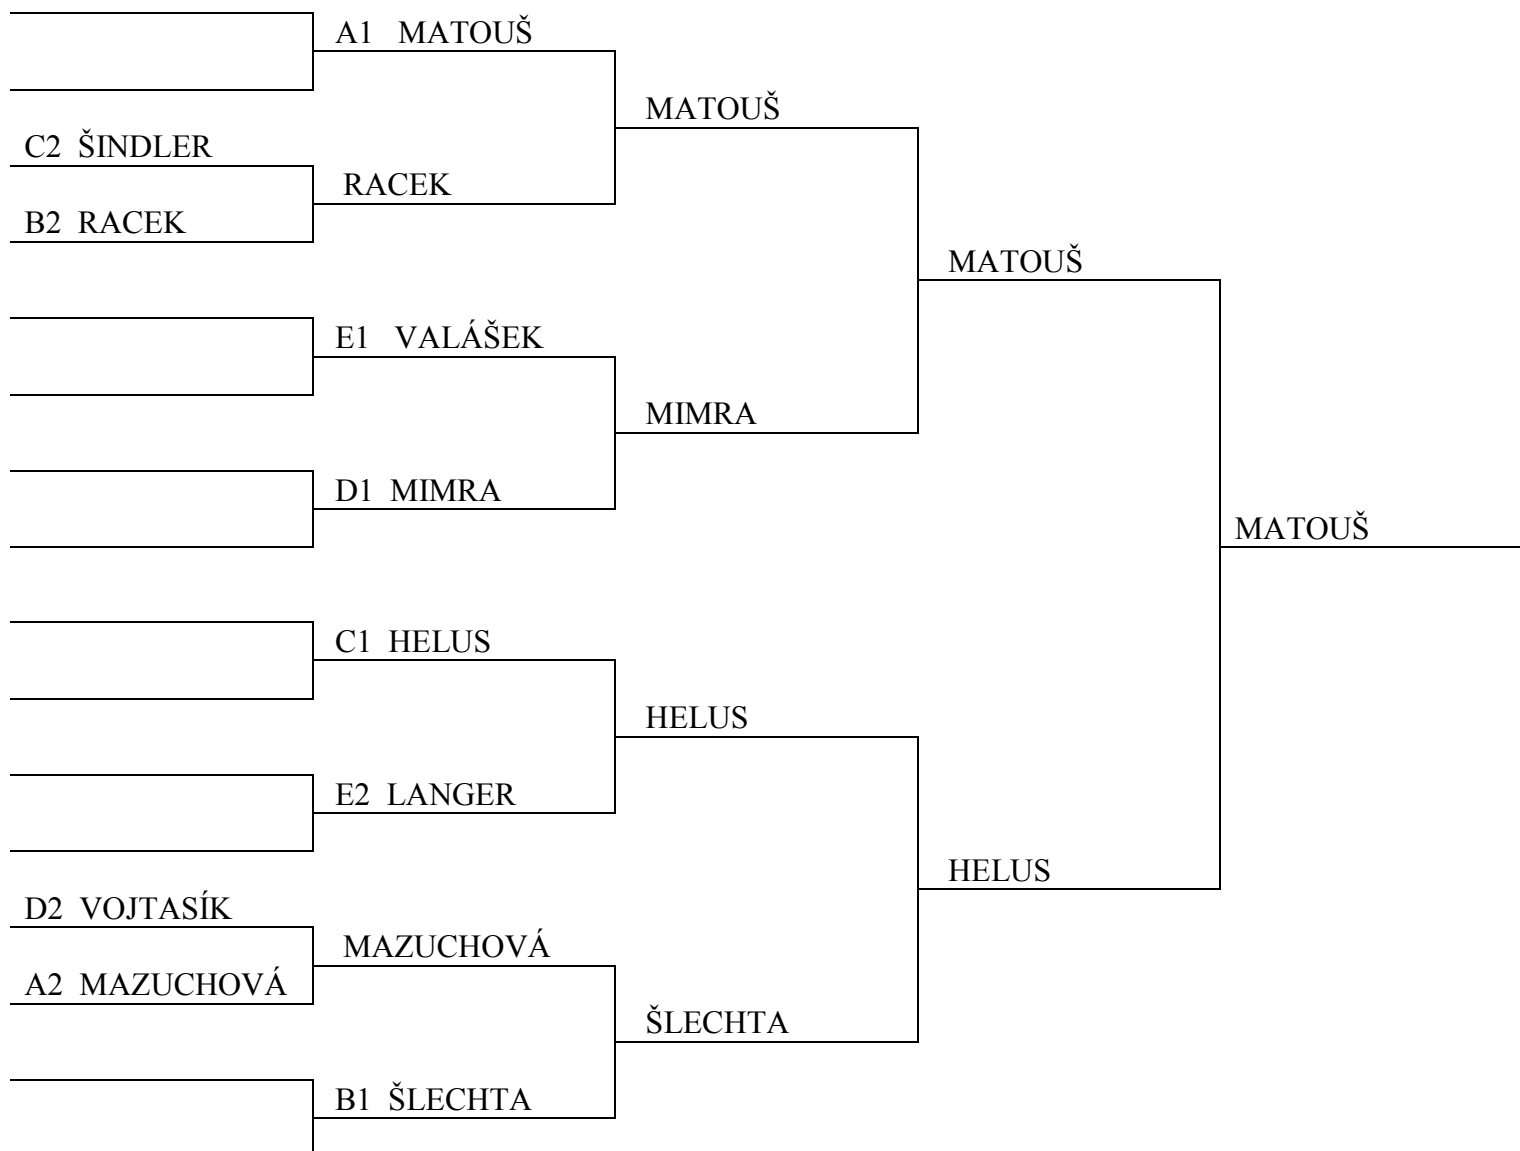 A1 MATOUŠ
MATOUŠ
C2 ŠINDLER
RACEK
B2 RACEK
MATOUŠ
E1 VALÁŠEK
MIMRA
D1 MIMRA
MATOUŠ
C1 HELUS
HELUS
E2 LANGER
HELUS
D2 VOJTASÍK
MAZUCHOVÁ
A2 MAZUCHOVÁ
ŠLECHTA
B1 ŠLECHTA